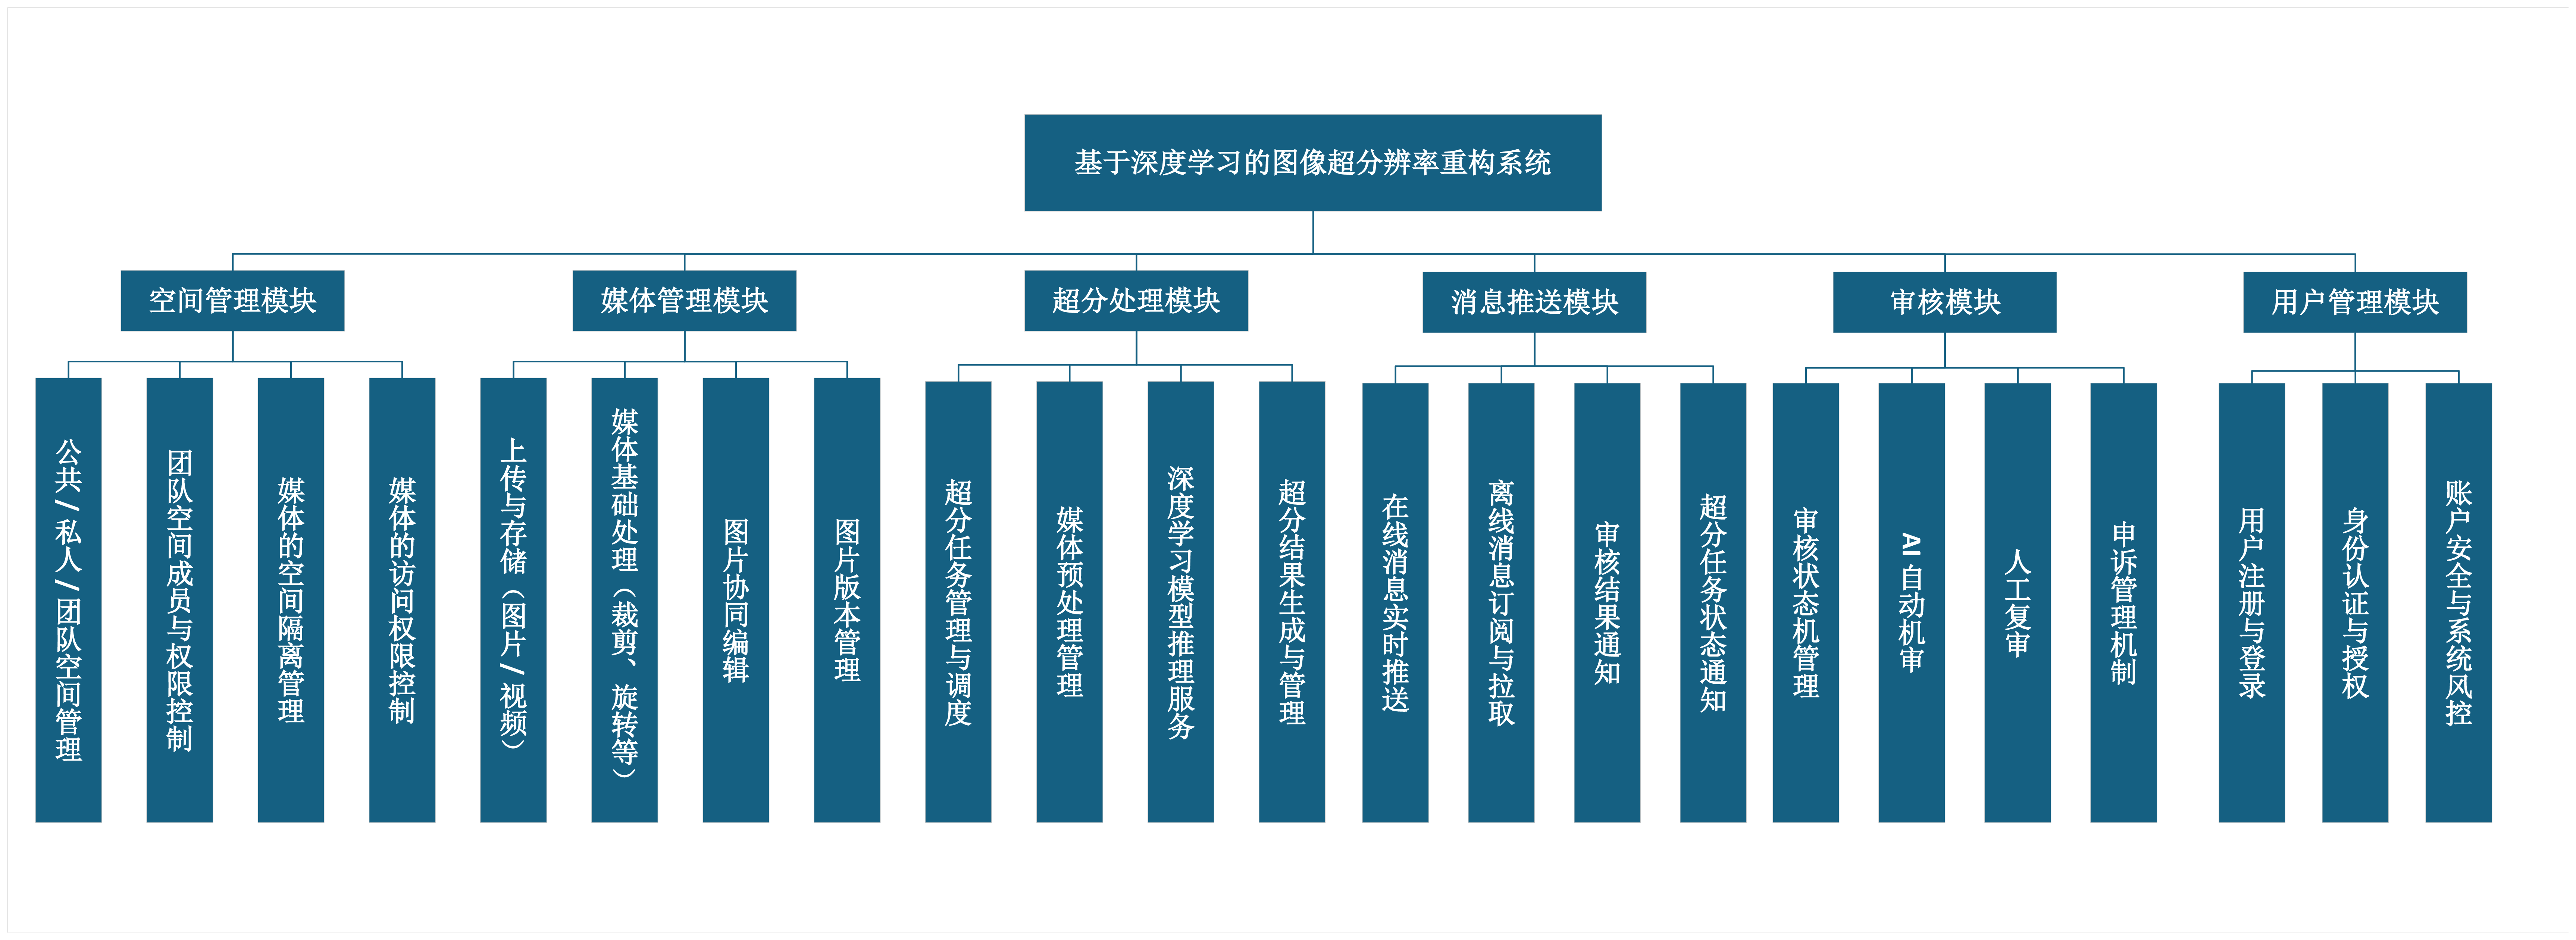 基于深度学习的图像超分辨率重构系统
空间管理模块
媒体管理模块
超分处理模块
消息推送模块
审核模块
用户管理模块
公共/私人/团队空间管理
团队空间成员与权限控制
媒体的空间隔离管理
媒体的访问权限控制
上传与存储（图片/视频）
媒体基础处理（裁剪、旋转等）
图片协同编辑
图片版本管理
超分任务管理与调度
媒体预处理管理
深度学习模型推理服务
超分结果生成与管理
在线消息实时推送
离线消息订阅与拉取
审核结果通知
超分任务状态通知
审核状态机管理
AI自动机审
人工复审
申诉管理机制
用户注册与登录
身份认证与授权
账户安全与系统风控